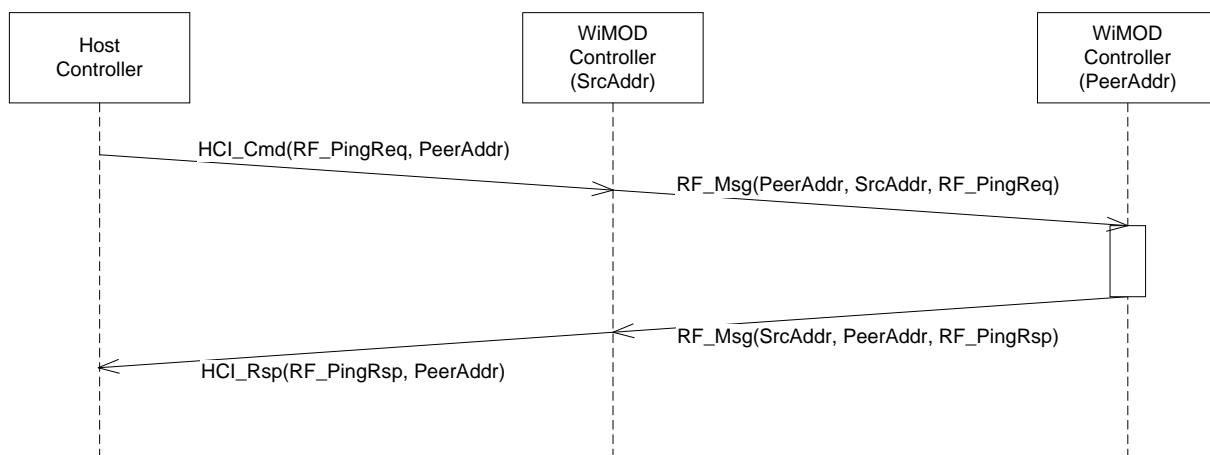 Host
Controller
WiMOD
Controller
(SrcAddr)
WiMOD
Controller
(PeerAddr)
HCI_Cmd(RF_PingReq, PeerAddr)
RF_Msg(PeerAddr, SrcAddr, RF_PingReq)
RF_Msg(SrcAddr, PeerAddr, RF_PingRsp)
HCI_Rsp(RF_PingRsp, PeerAddr)